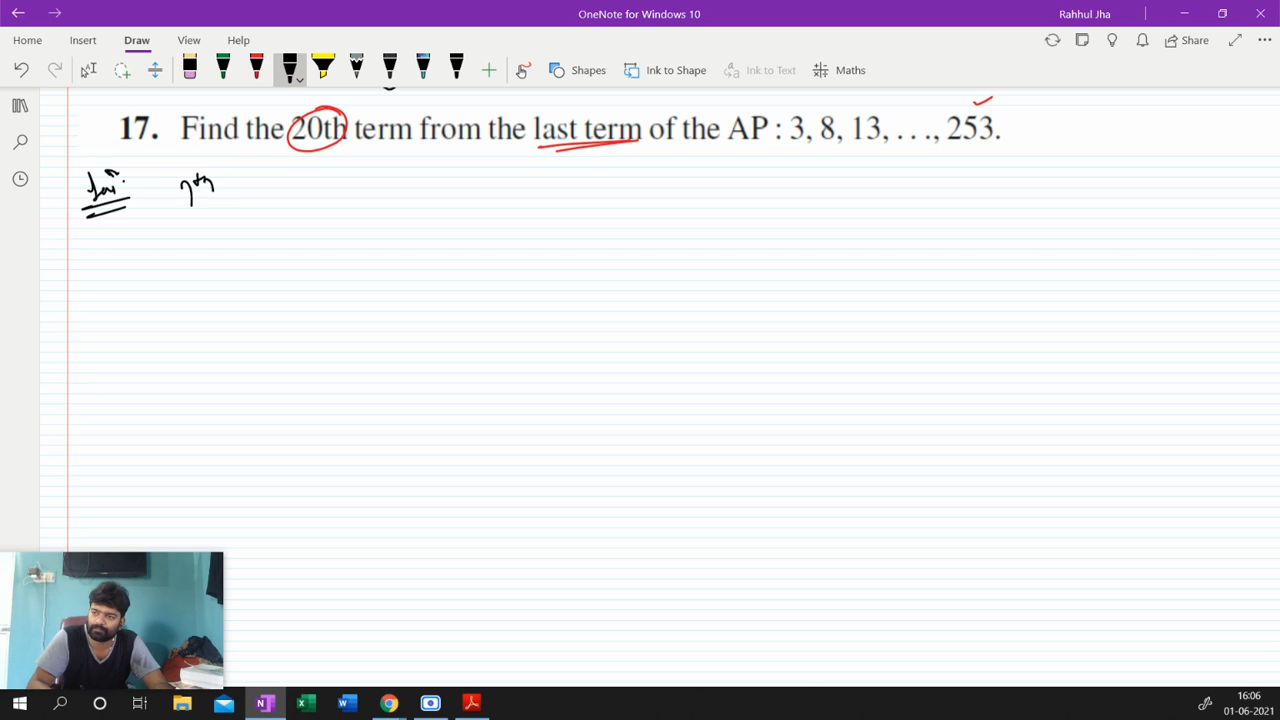 OneNote for Windows 10
Rahhul Jha
Home Insert Draw View Help
Share
Shapes Ink to Shape Ink to Text Maths
17. Find the 20th term from the last term of the AP : 3, 8, 13, . . ., 253.
Solⁿ:
16:06
01-06-2021